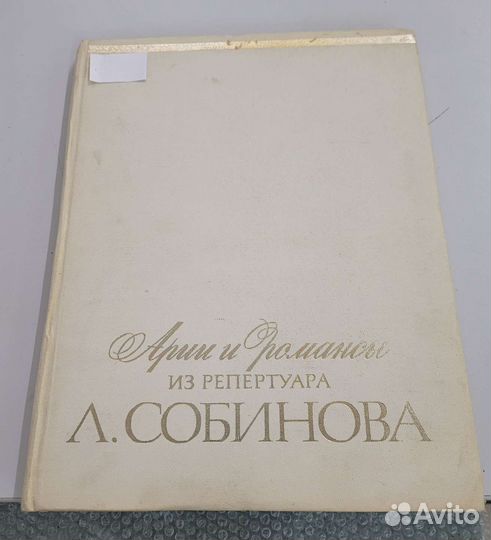 Арии и Романсы
ИЗ РЕПЕРТУАРА
Л. СОБИНОВА
Avito